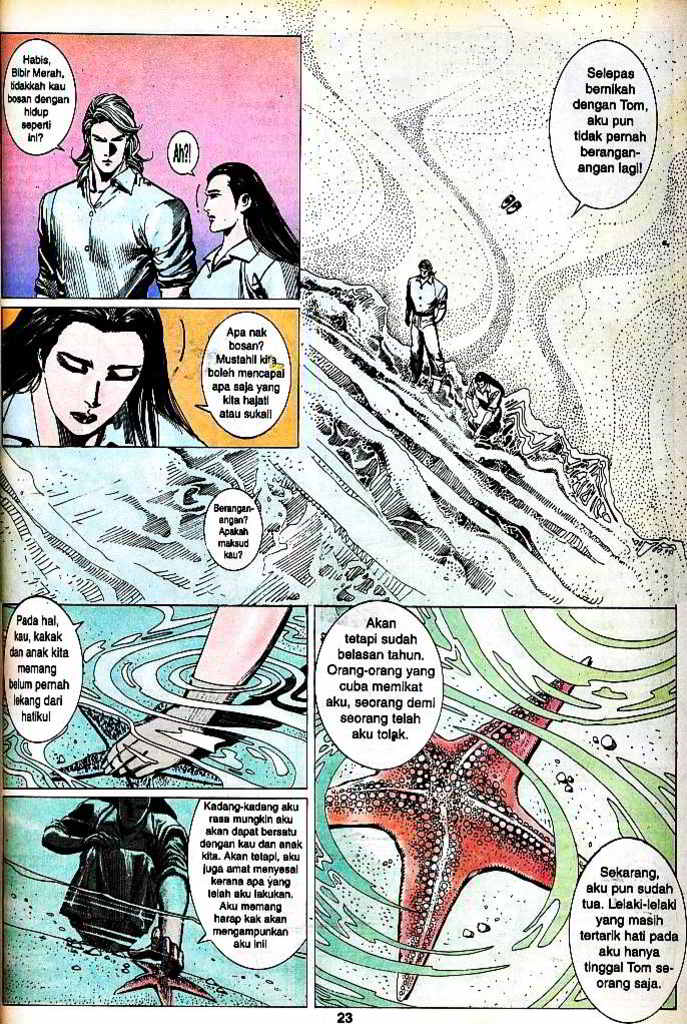 Habis,
Bibir Merah,
tidakkah kau
bosan dengan
hidup
seperti
ini?
Ah?!
Apa nak
bosan?
Mustahil kita
boleh mencapai
apa saja yang
kita hajati
atau sukai!
Selepas
bernikah
dengan Tom,
aku pun
tidak pernah
berangan-
angan lagi!
Berangan-
angan?
Apakah
maksud
kau?
Pada hal,
kau, kakak
dan anak kita
memang
belum pernah
lekang dari
hatiku!
Akan
tetapi sudah
belasan tahun.
Orang-orang yang
cuba memikat
aku, seorang demi
seorang telah
aku tolak.
Kadang-kadang aku
rasa mungkin aku
akan dapat bersatu
dengan kau dan anak
kita. Akan tetapi, aku
juga amat menyesal
kerana apa yang
telah aku lakukan.
Aku memang
harap kak akan
mengampunkan
aku ini!
Sekarang,
aku pun sudah
tua. Lelaki-lelaki
yang masih
tertarik hati pada
aku hanya
tinggal Tom se-
orang saja.
23